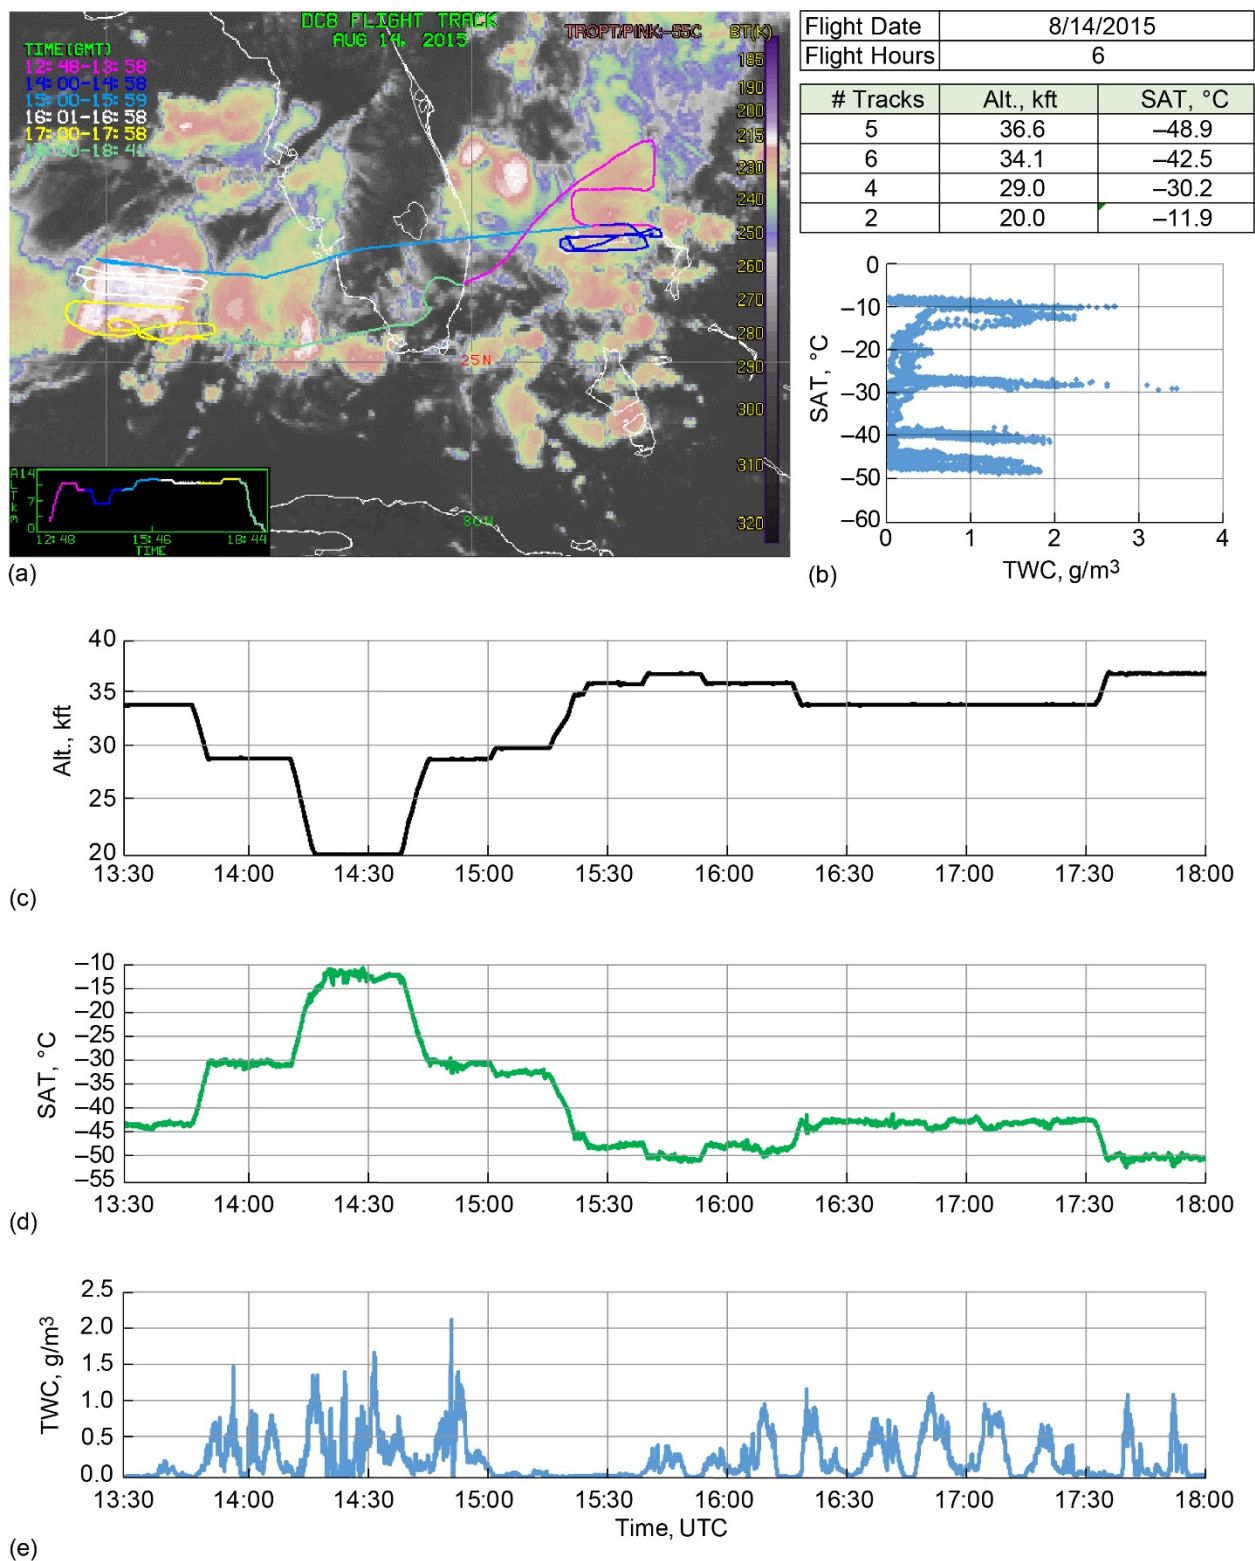 DC8 FLIGHT TRACK
AUG 14, 2015
TROPT/PINK:-55C
BT(K)
TIME(GMT)
12:48-13:58
14:00-14:58
15:00-15:59
16:01-16:58
17:00-17:58
18:00-18:41
185
190
200
215
230
240
250
260
270
280
290
300
310
320
25N
80W
A14
L
T
K
M
7
0
12:48
15:46
18:44
TIME
(a)
Flight Date 8/14/2015
Flight Hours 6
# Tracks Alt., kft SAT, °C
5 36.6 –48.9
6 34.1 –42.5
4 29.0 –30.2
2 20.0 –11.9
0
–10
–20
–30
–40
–50
–60
SAT, °C
0 1 2 3 4
TWC, g/m³
(b)
40
35
30
25
20
Alt., kft
13:30 14:00 14:30 15:00 15:30 16:00 16:30 17:00 17:30 18:00
(c)
–10
–15
–20
–25
–30
–35
–40
–45
–50
–55
SAT, °C
13:30 14:00 14:30 15:00 15:30 16:00 16:30 17:00 17:30 18:00
(d)
2.5
2.0
1.5
1.0
0.5
0.0
TWC, g/m³
13:30 14:00 14:30 15:00 15:30 16:00 16:30 17:00 17:30 18:00
Time, UTC
(e)